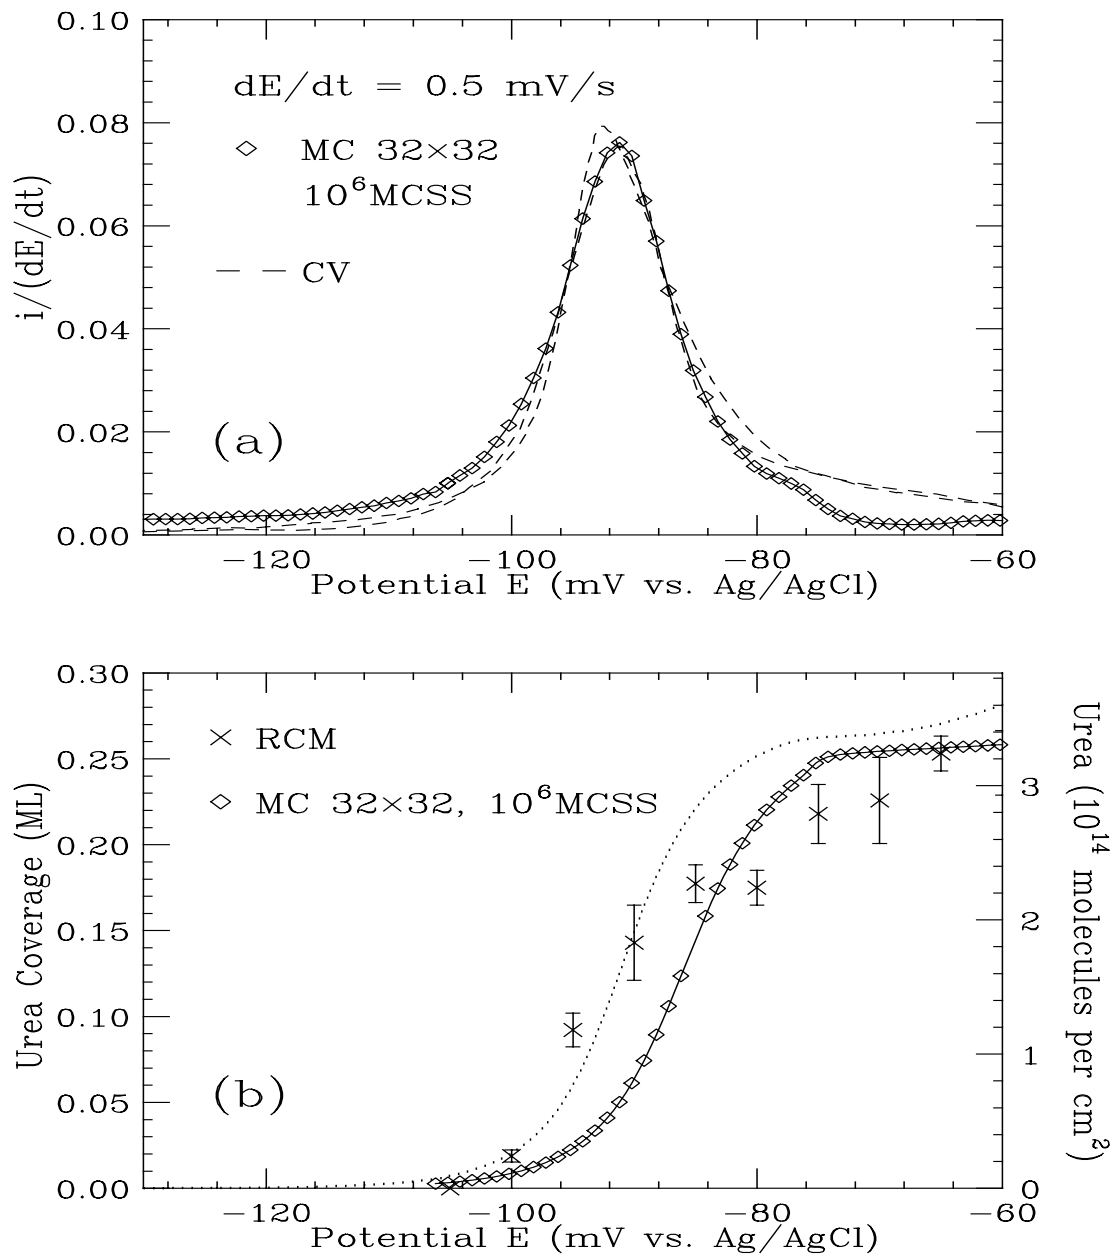 0.10
0.08
0.06
0.04
0.02
0.00
i/(dE/dt)
dE/dt = 0.5 mV/s
MC 32×32
10⁶MCSS
CV
(a)
−120
−100
−80
−60
Potential E (mV vs. Ag/AgCl)
0.30
0.25
0.20
0.15
0.10
0.05
0.00
Urea Coverage (ML)
RCM
MC 32×32, 10⁶MCSS
(b)
3
2
1
0
Urea (10¹⁴ molecules per cm²)
−120
−100
−80
−60
Potential E (mV vs. Ag/AgCl)